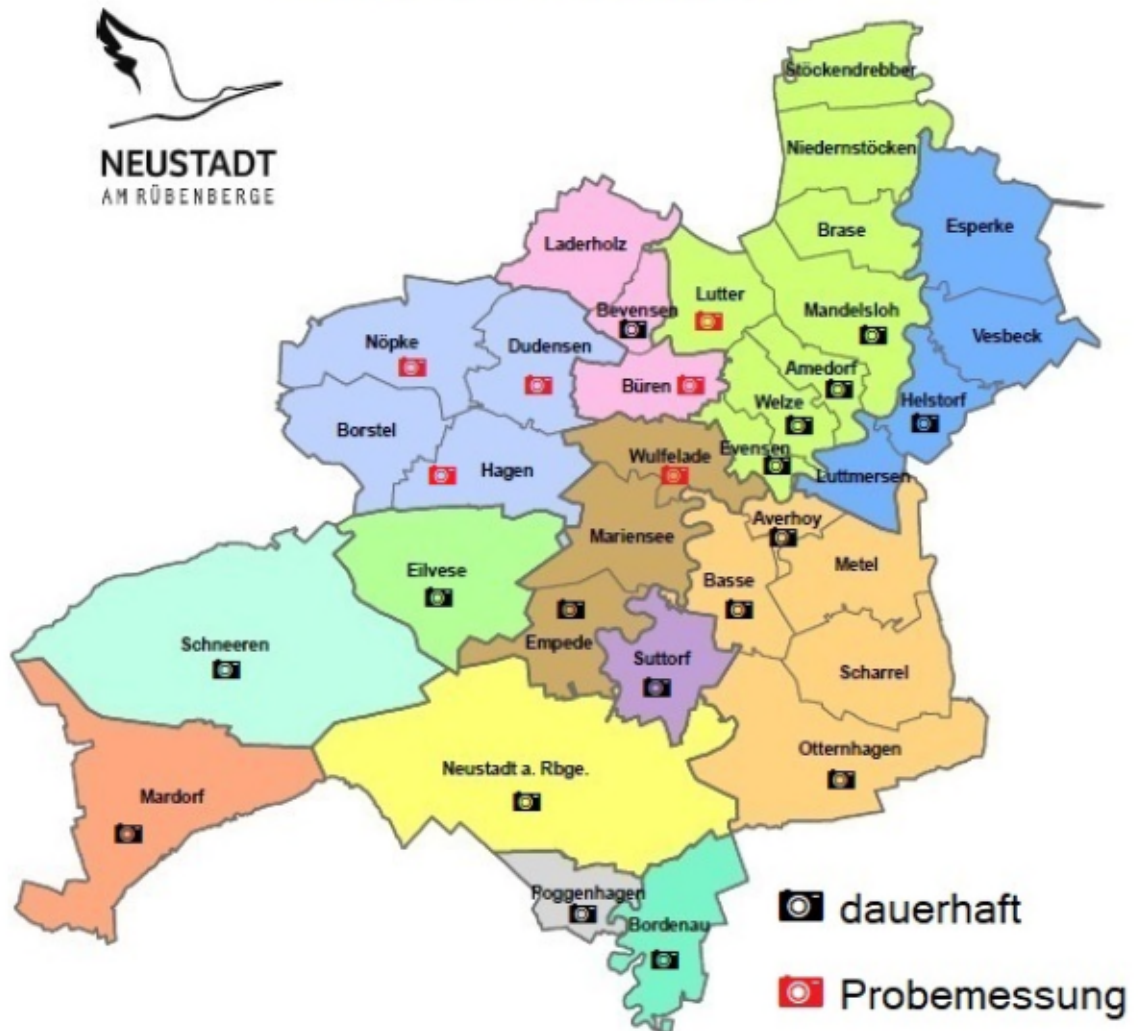 NEUSTADT
AM RÜBENBERGE
Stöckendrebber
Niedernstöcken
Brase
Esperke
Laderholz
Bevensen
Lutter
Mandelsloh
Vesbeck
Nöpke
Dudensen
Amedorf
Büren
Welze
Helstorf
Borstel
Evensen
Wulfelade
Hagen
Luttmersen
Averhoy
Mariensee
Metel
Eilvese
Basse
Schneeren
Empede
Suttorf
Scharrel
Otternhagen
Neustadt a. Rbge.
Mardorf
Poggenhagen
Bordenau
dauerhaft
Probemessung